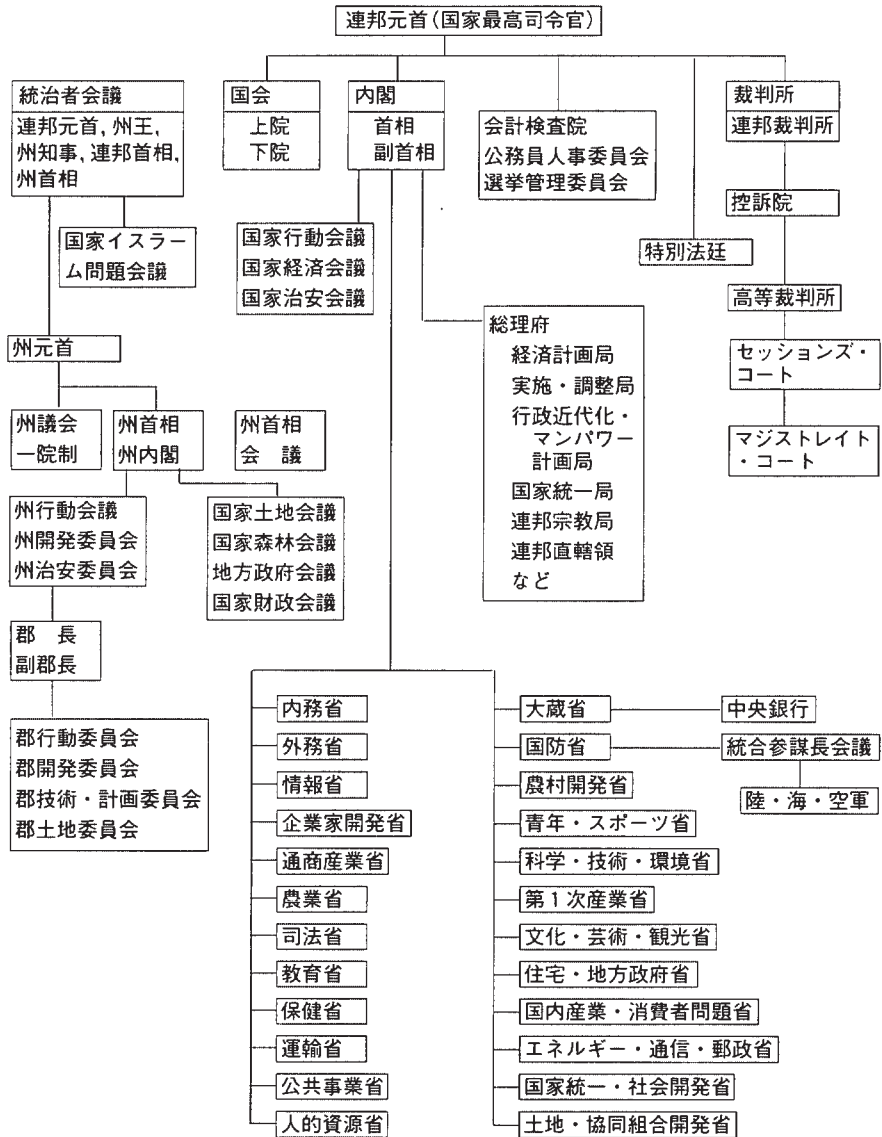 連邦元首(国家最高司令官)
統治者会議
連邦元首,州王,
州知事,連邦首相,
州首相
国家イスラー
ム問題会議
国会
上院
下院
内閣
首相
副首相
国家行動会議
国家経済会議
国家治安会議
会計検査院
公務員人事委員会
選挙管理委員会
特別法廷
裁判所
連邦裁判所
控訴院
高等裁判所
セッションズ・
コート
マジストレイト
・コート
総理府
経済計画局
実施・調整局
行政近代化・
マンパワー
計画局
国家統一局
連邦宗教局
連邦直轄領
など
州元首
州議会
一院制
州首相
州内閣
州首相
会 議
州行動会議
州開発委員会
州治安委員会
国家土地会議
国家森林会議
地方政府会議
国家財政会議
郡 長
副郡長
郡行動委員会
郡開発委員会
郡技術・計画委員会
郡土地委員会
内務省
外務省
情報省
企業家開発省
通商産業省
農業省
司法省
教育省
保健省
運輸省
公共事業省
人的資源省
大蔵省
中央銀行
国防省
統合参謀長会議
陸・海・空軍
農村開発省
青年・スポーツ省
科学・技術・環境省
第1次産業省
文化・芸術・観光省
住宅・地方政府省
国内産業・消費者問題省
エネルギー・通信・郵政省
国家統一・社会開発省
土地・協同組合開発省